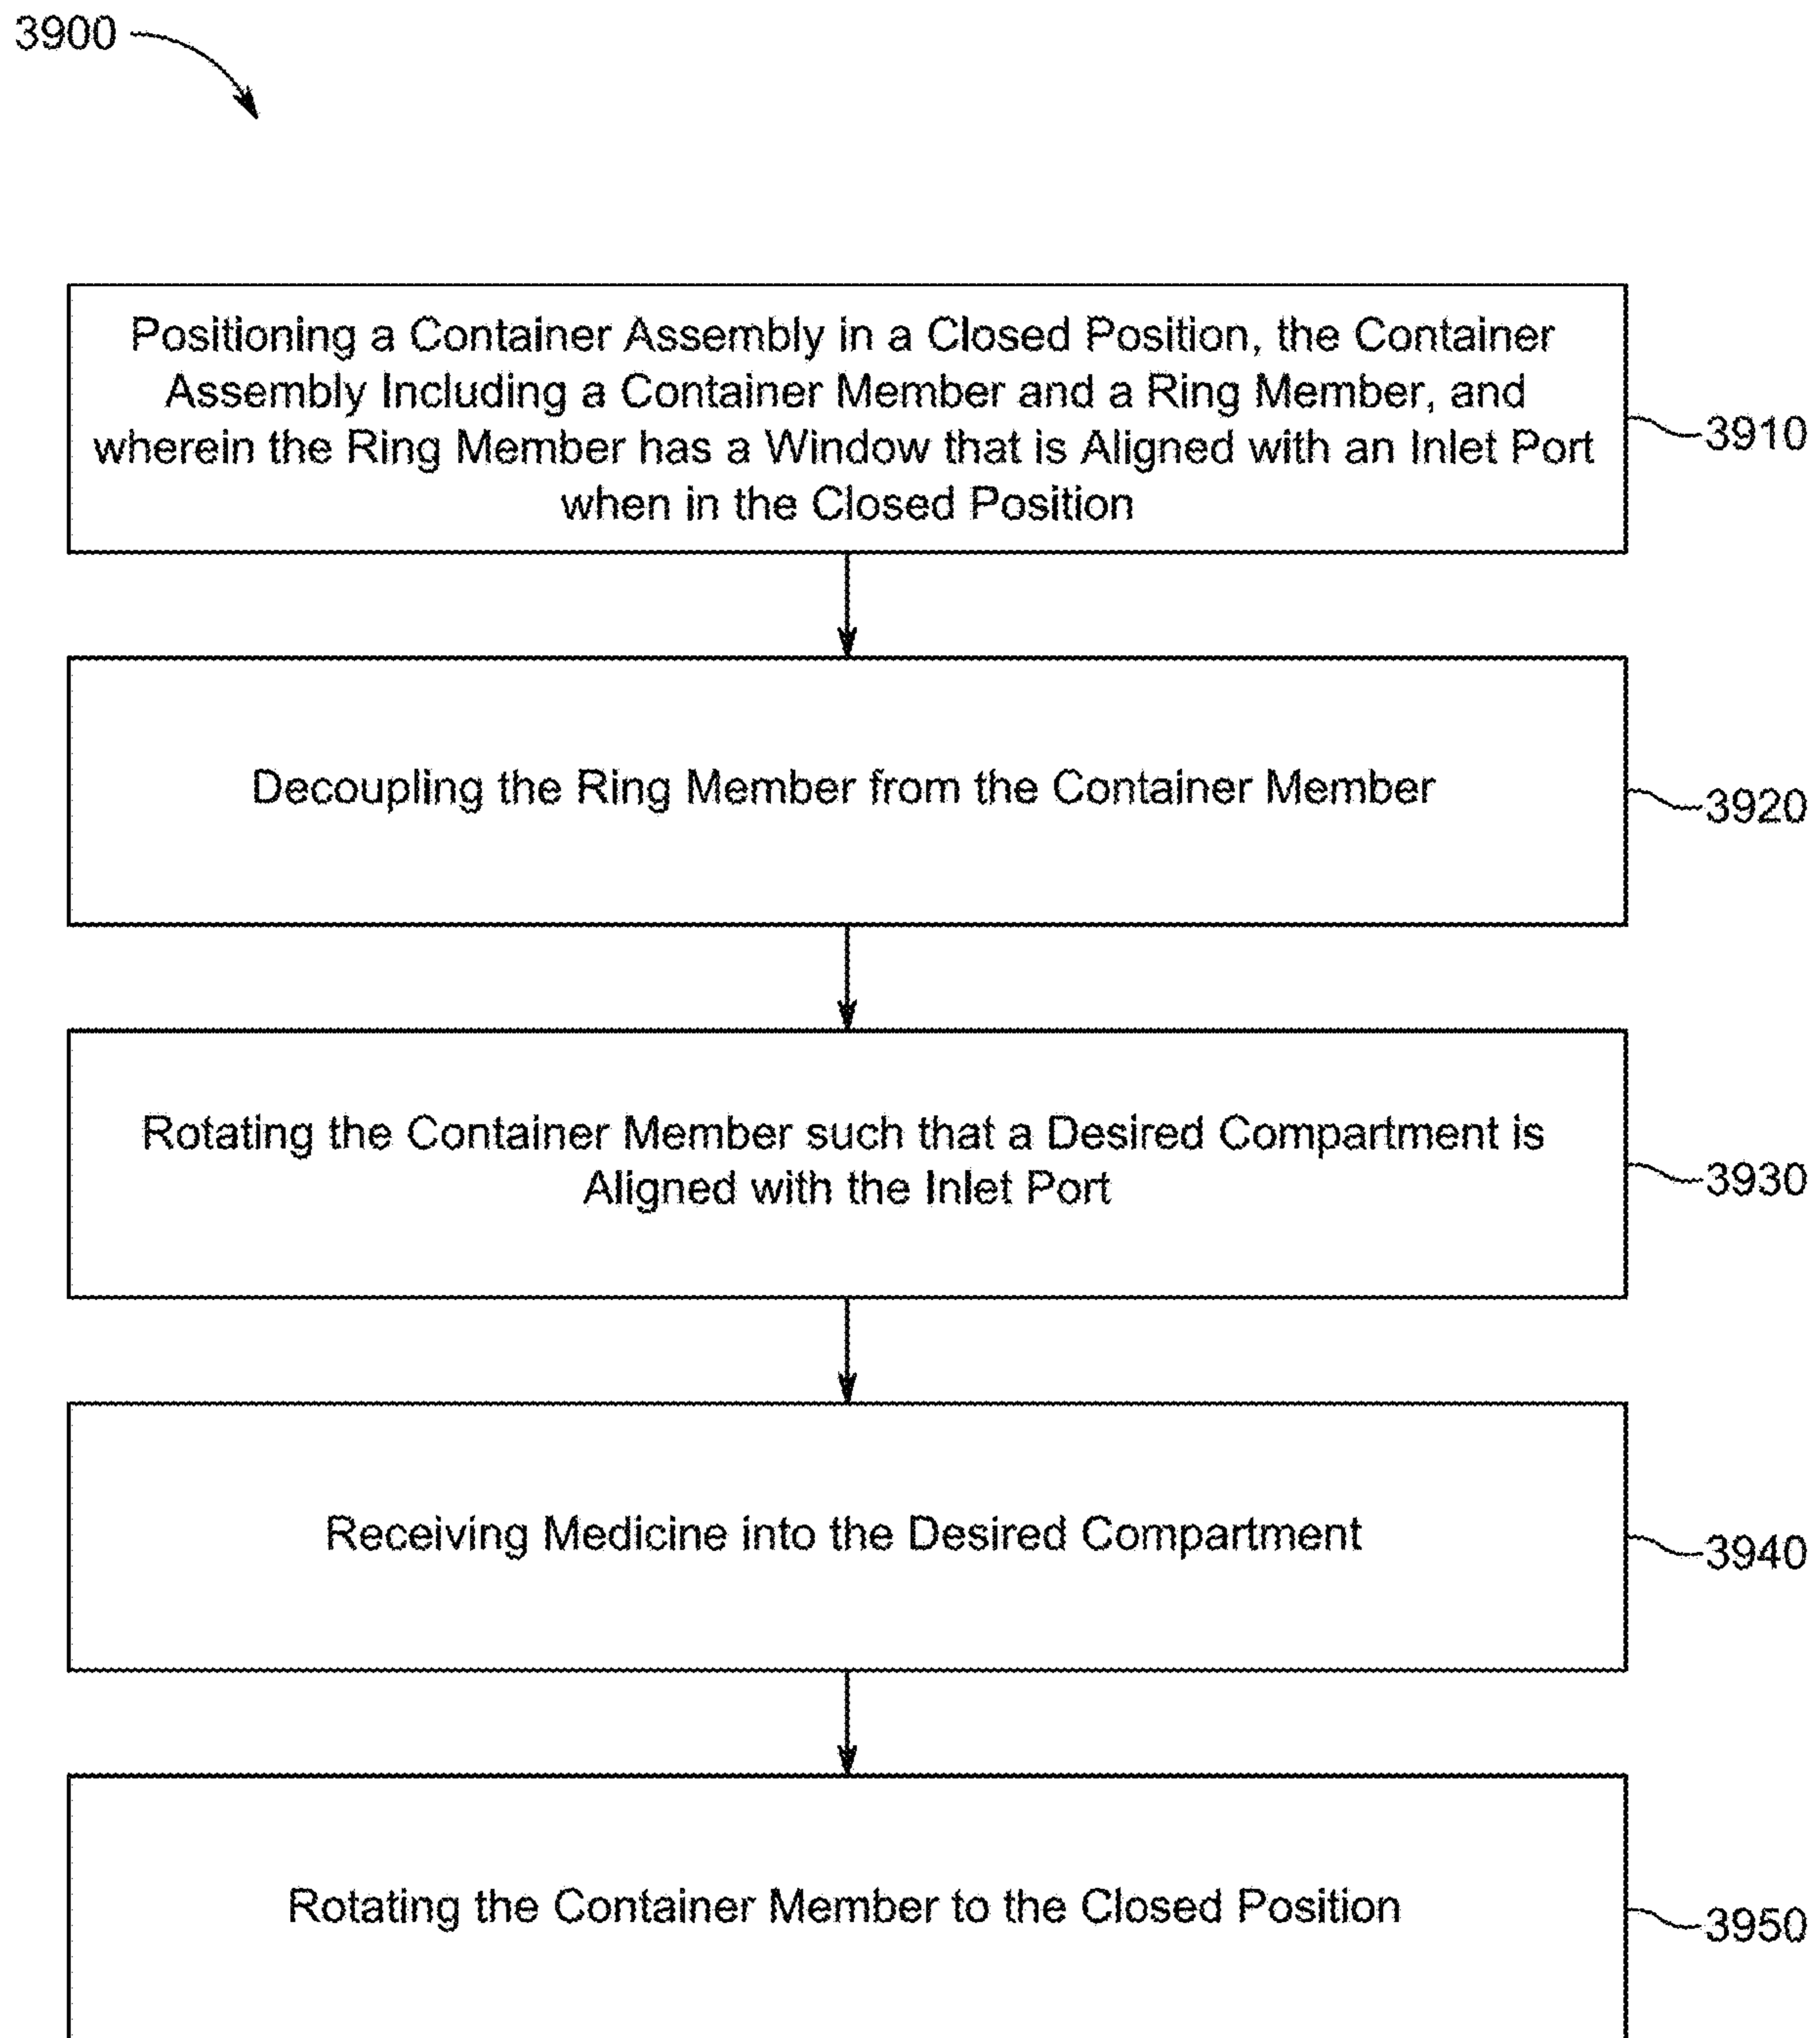 3900
Positioning a Container Assembly in a Closed Position, the Container
Assembly Including a Container Member and a Ring Member, and
wherein the Ring Member has a Window that is Aligned with an Inlet Port
when in the Closed Position
3910
Decoupling the Ring Member from the Container Member
3920
Rotating the Container Member such that a Desired Compartment is
Aligned with the Inlet Port
3930
Receiving Medicine into the Desired Compartment
3940
Rotating the Container Member to the Closed Position
3950